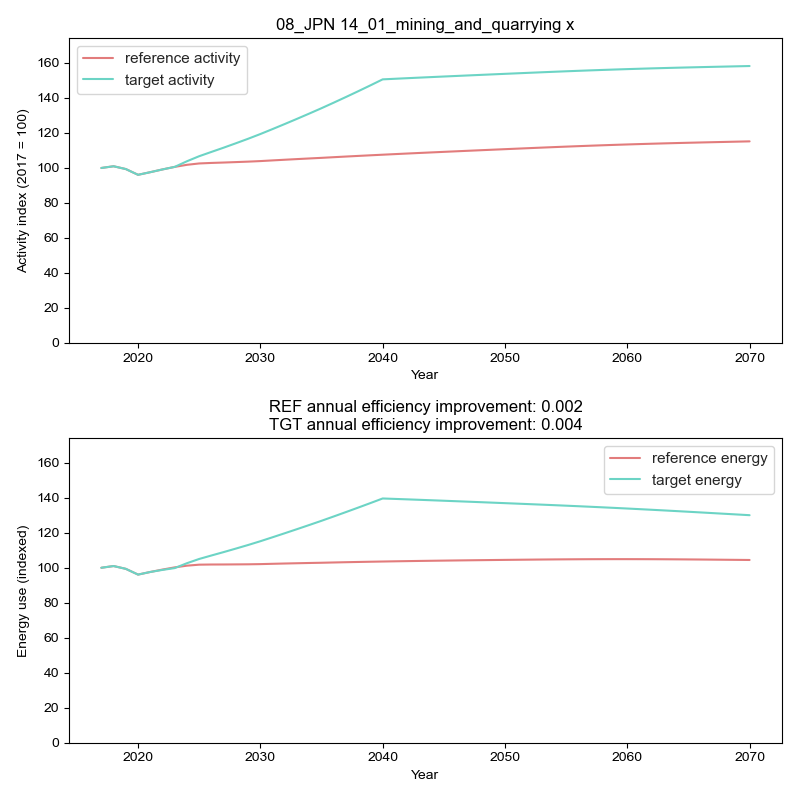 08_JPN 14_01_mining_and_quarrying x
reference activity
target activity
Activity index (2017 = 100)
160
140
120
100
80
60
40
20
0
2020 2030 2040 2050 2060 2070
Year
REF annual efficiency improvement: 0.002
TGT annual efficiency improvement: 0.004
reference energy
target energy
Energy use (indexed)
160
140
120
100
80
60
40
20
0
2020 2030 2040 2050 2060 2070
Year